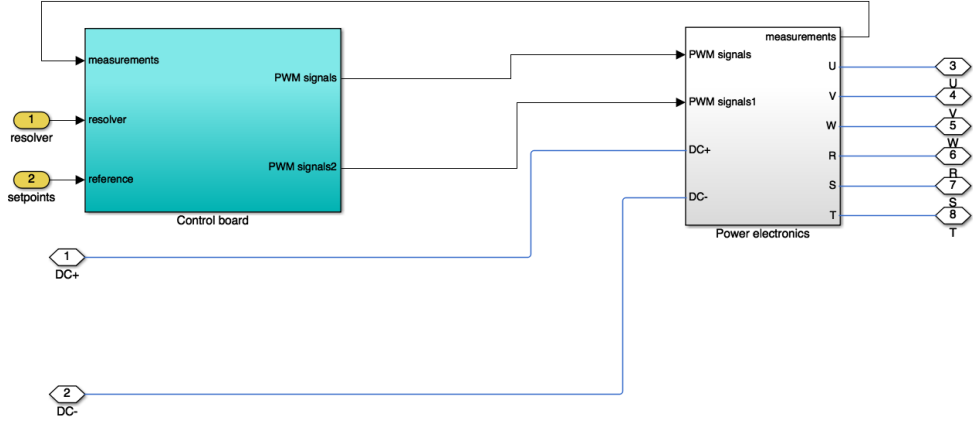 measurements
PWM signals
1
resolver
resolver
2
setpoints
reference
PWM signals2
Control board
measurements
PWM signals
PWM signals1
DC+
DC-
U
V
W
R
S
T
Power electronics
3
U
4
V
5
W
6
R
7
S
8
T
1
DC+
2
DC-